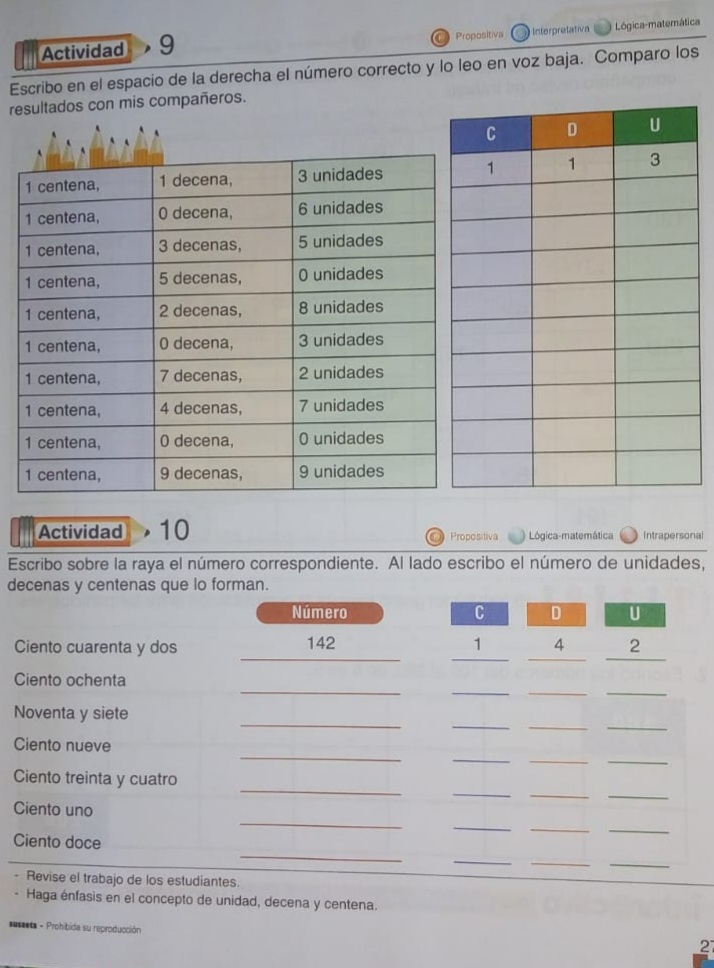 Actividad 9
Propositiva Interpretativa Lógica-matemática
Escribo en el espacio de la derecha el número correcto y lo leo en voz baja. Comparo los
resultados con mis compañeros.
C D U
1 1 3
1 centena, 1 decena, 3 unidades
1 centena, 0 decena, 6 unidades
1 centena, 3 decenas, 5 unidades
1 centena, 5 decenas, 0 unidades
1 centena, 2 decenas, 8 unidades
1 centena, 0 decena, 3 unidades
1 centena, 7 decenas, 2 unidades
1 centena, 4 decenas, 7 unidades
1 centena, 0 decena, 0 unidades
1 centena, 9 decenas, 9 unidades
Actividad 10
Propositiva Lógica-matemática Intrapersonal
Escribo sobre la raya el número correspondiente. Al lado escribo el número de unidades,
decenas y centenas que lo forman.
Número C D U
Ciento cuarenta y dos 142 1 4 2
Ciento ochenta
Noventa y siete
Ciento nueve
Ciento treinta y cuatro
Ciento uno
Ciento doce
- Revise el trabajo de los estudiantes.
- Haga énfasis en el concepto de unidad, decena y centena.
susaeta - Prohibida su reproducción